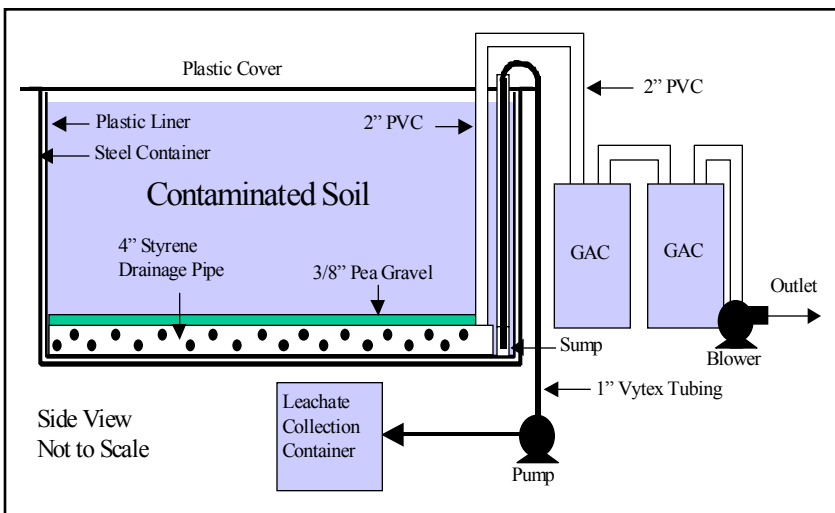 Plastic Cover
2” PVC
Plastic Liner
2” PVC
Steel Container
Contaminated Soil
4” Styrene
Drainage Pipe
3/8” Pea Gravel
GAC
GAC
Outlet
Sump
Blower
1” Vytex Tubing
Side View
Not to Scale
Leachate
Collection
Container
Pump